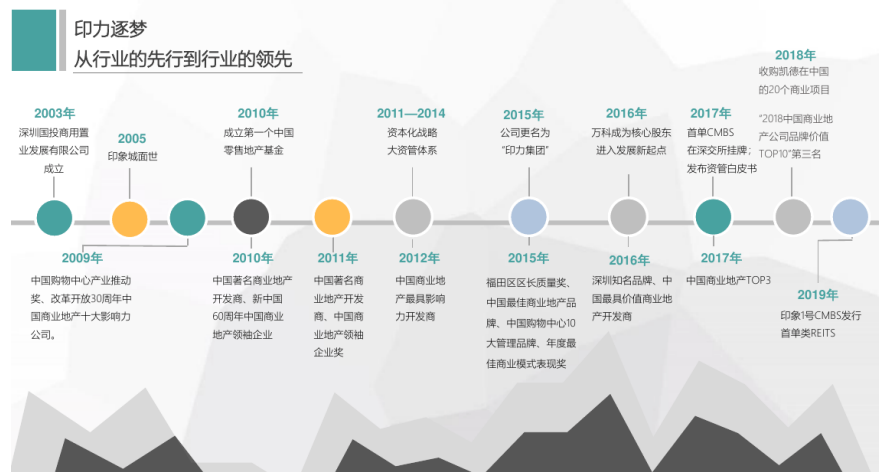 印力逐梦
从行业的先行到行业的领先
2003年
深圳国投商用置
业发展有限公司
成立
2005
印象城面世
2010年
成立第一个中国
零售地产基金
2011—2014
资本化战略
大资管体系
2015年
公司更名为
“印力集团”
2016年
万科成为核心股东
进入发展新起点
2017年
首单CMBS
在深交所挂牌；
发布资管白皮书
2018年
收购凯德在中国
的20个商业项目
“2018中国商业地
产公司品牌价值
TOP10”第三名
2009年
中国购物中心产业推动
奖、改革开放30周年中
国商业地产十大影响力
公司。
2010年
中国著名商业地产
开发商、新中国
60周年中国商业
地产领袖企业
2011年
中国著名商
业地产开发
商、中国商
业地产领袖
企业奖
2012年
中国商业地
产最具影响
力开发商
2015年
福田区区长质量奖、
中国最佳商业地产品
牌、中国购物中心10
大管理品牌、年度最
佳商业模式表现奖
2016年
深圳知名品牌、中
国最具价值商业地
产开发商
2017年
中国商业地产TOP3
2019年
印象1号CMBS发行
首单类REITS